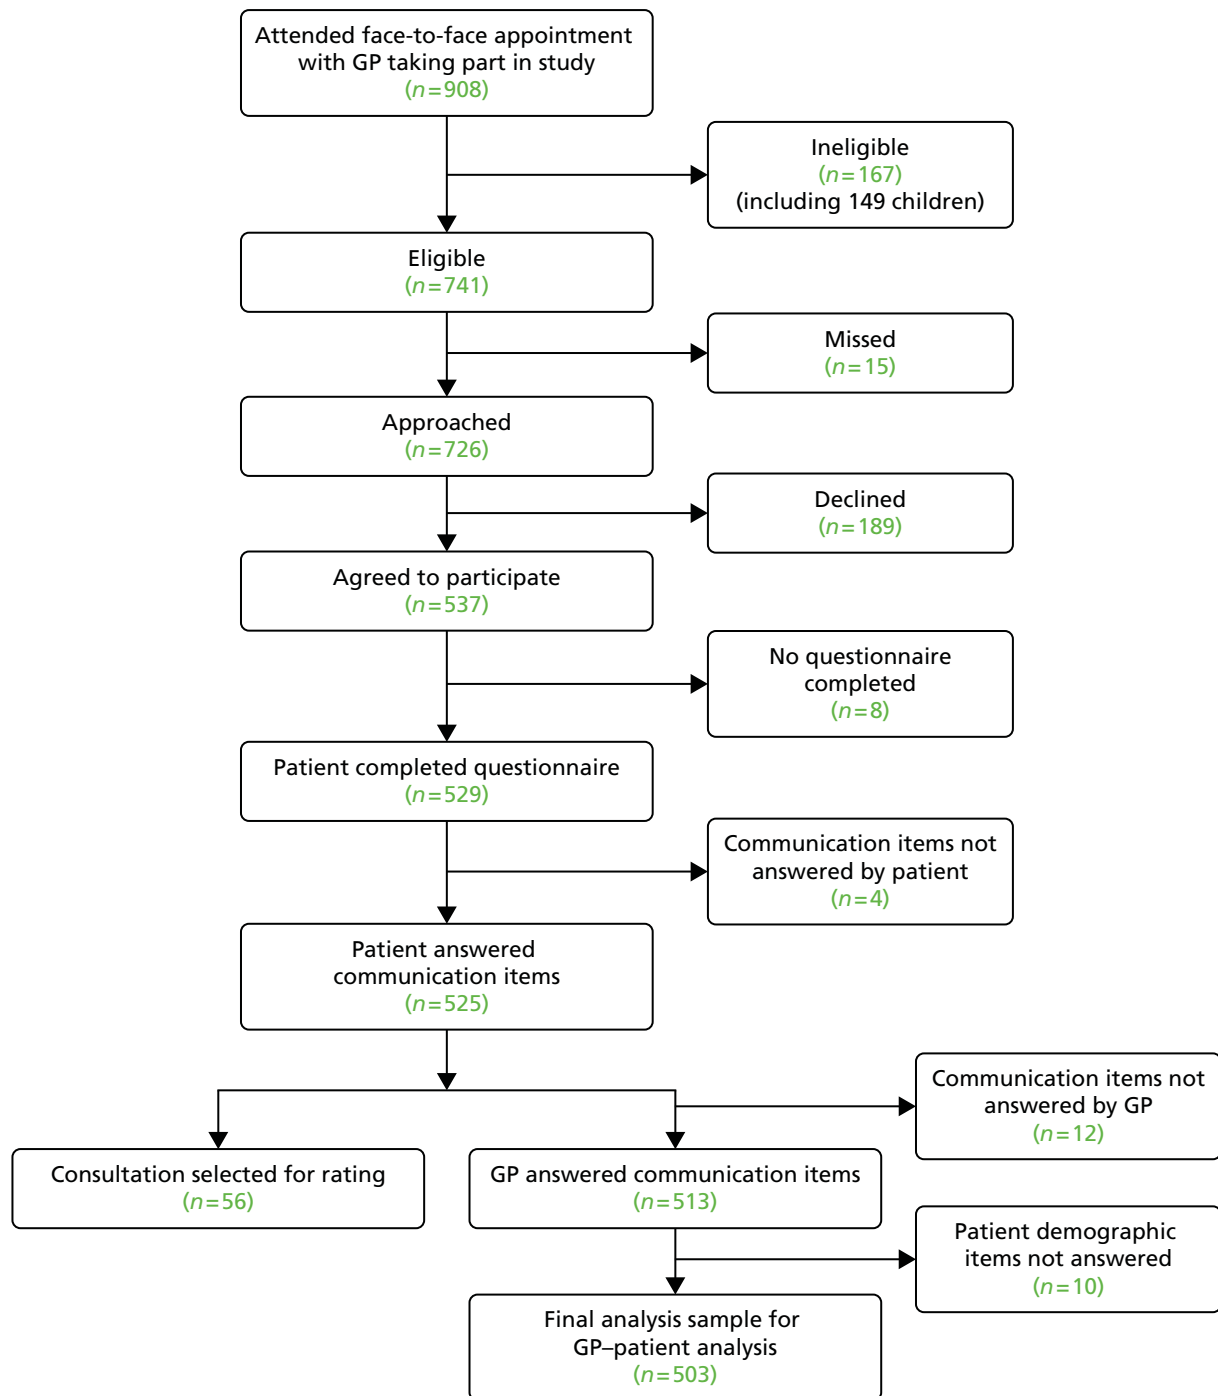 Attended face-to-face appointment
with GP taking part in study
(n=908)
Ineligible
(n=167)
(including 149 children)
Eligible
(n=741)
Missed
(n=15)
Approached
(n=726)
Declined
(n=189)
Agreed to participate
(n=537)
No questionnaire
completed
(n=8)
Patient completed questionnaire
(n=529)
Communication items not
answered by patient
(n=4)
Patient answered
communication items
(n=525)
Communication items not
answered by GP
(n=12)
Consultation selected for rating
(n=56)
GP answered communication items
(n=513)
Patient demographic
items not answered
(n=10)
Final analysis sample for
GP–patient analysis
(n=503)